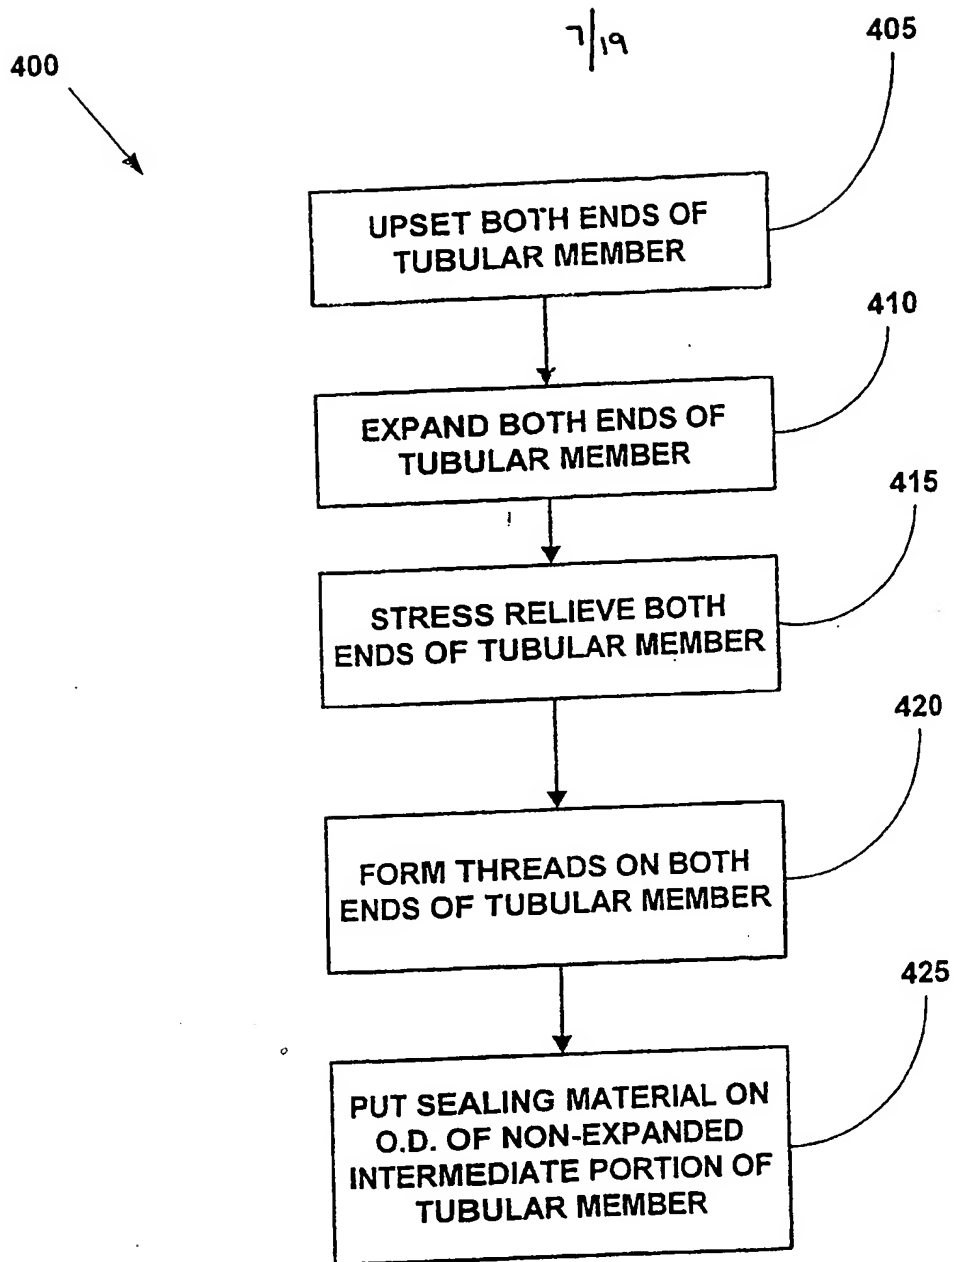 7/19
400
405
UPSET BOTH ENDS OF
TUBULAR MEMBER
410
EXPAND BOTH ENDS OF
TUBULAR MEMBER
415
STRESS RELIEVE BOTH
ENDS OF TUBULAR MEMBER
420
FORM THREADS ON BOTH
ENDS OF TUBULAR MEMBER
425
PUT SEALING MATERIAL ON
O.D. OF NON-EXPANDED
INTERMEDIATE PORTION OF
TUBULAR MEMBER